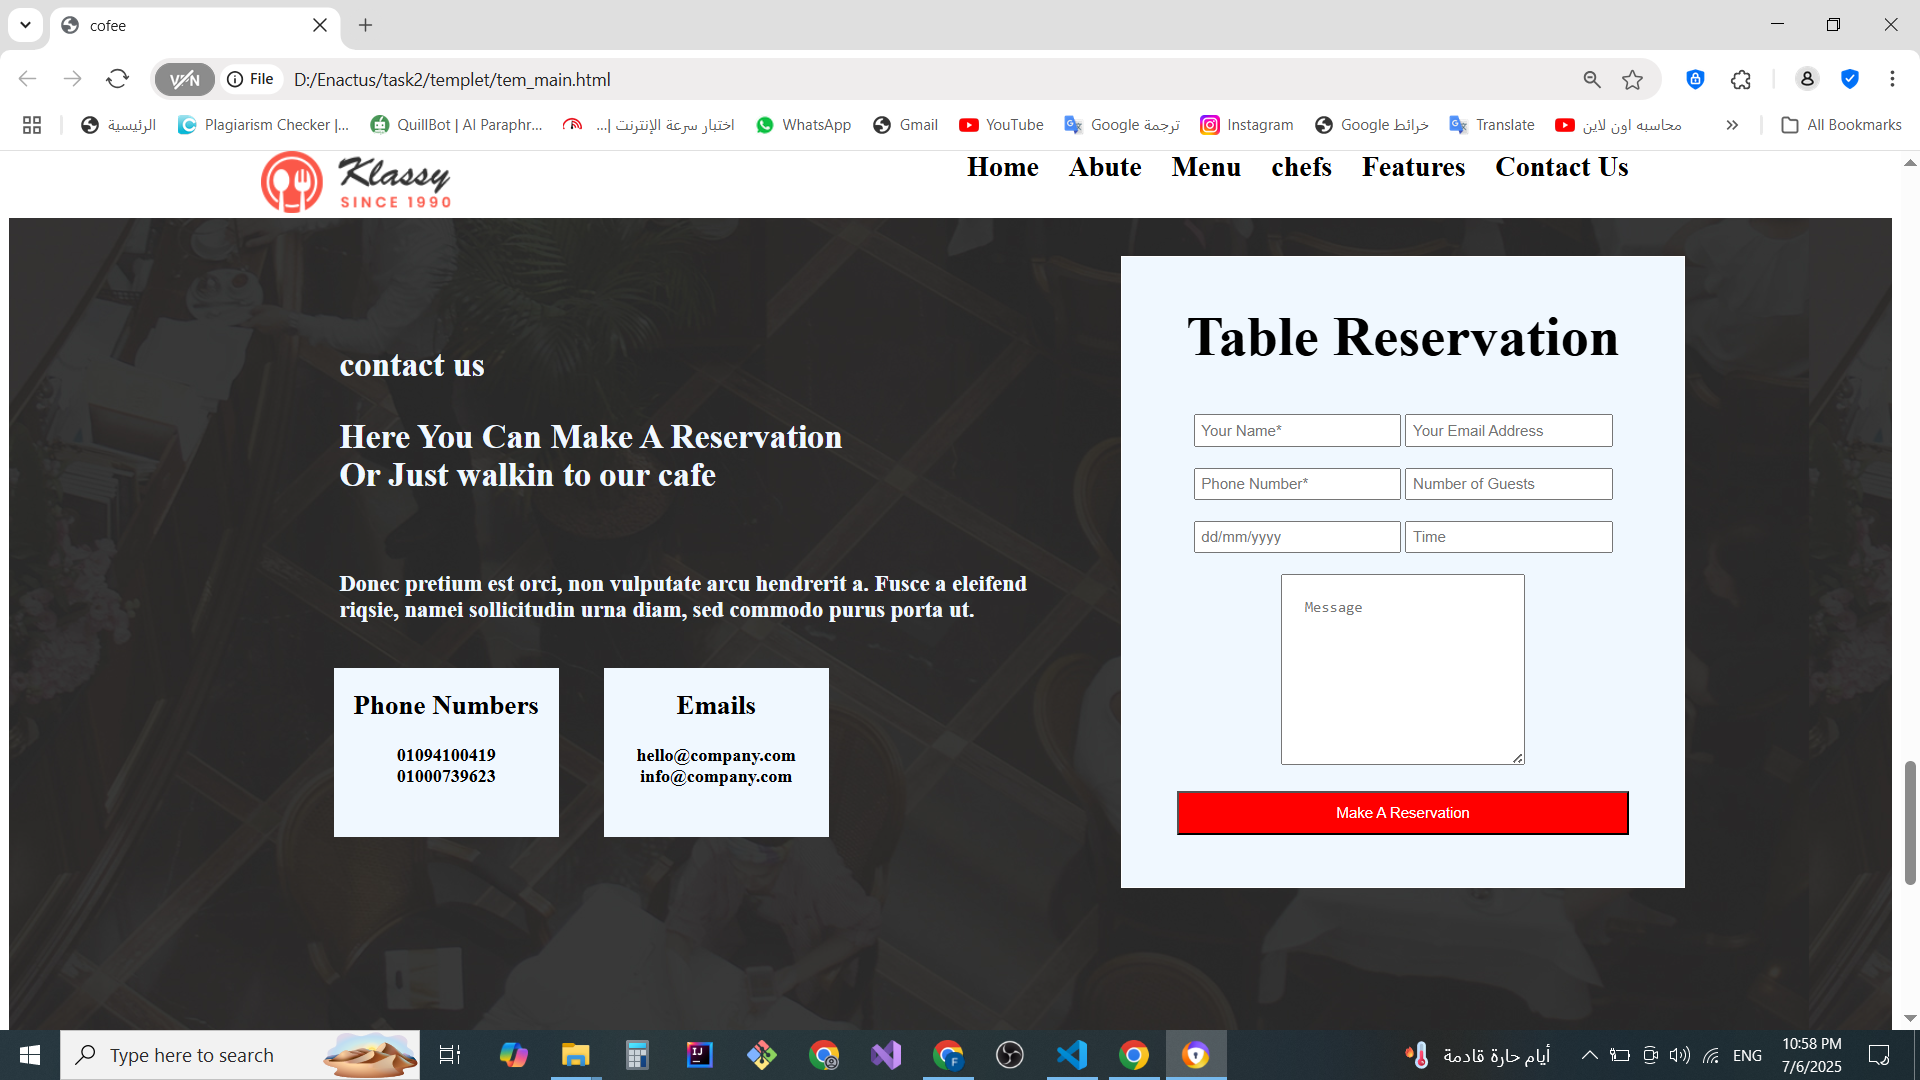 cofee
VPN
File
D:/Enactus/task2/templet/tem_main.html
الرئيسية
Plagiarism Checker |...
QuillBot | AI Paraphr...
اختبار سرعة الإنترنت |...
WhatsApp
Gmail
YouTube
ترجمة Google
Instagram
خرائط Google
Translate
محاسبه اون لاين
All Bookmarks
Klassy
SINCE 1990
Home
Abute
Menu
chefs
Features
Contact Us
contact us
Here You Can Make A Reservation
Or Just walkin to our cafe
Donec pretium est orci, non vulputate arcu hendrerit a. Fusce a eleifend
riqsie, namei sollicitudin urna diam, sed commodo purus porta ut.
Phone Numbers
01094100419
01000739623
Emails
hello@company.com
info@company.com
Table Reservation
Your Name*
Your Email Address
Phone Number*
Number of Guests
dd/mm/yyyy
Time
Message
Make A Reservation
Type here to search
أيام حارة قادمة
ENG
10:58 PM
7/6/2025